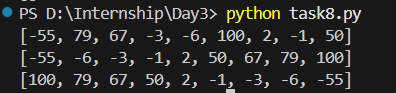 PS D:\Internship\Day3> python task8.py
[-55, 79, 67, -3, -6, 100, 2, -1, 50]
[-55, -6, -3, -1, 2, 50, 67, 79, 100]
[100, 79, 67, 50, 2, -1, -3, -6, -55]